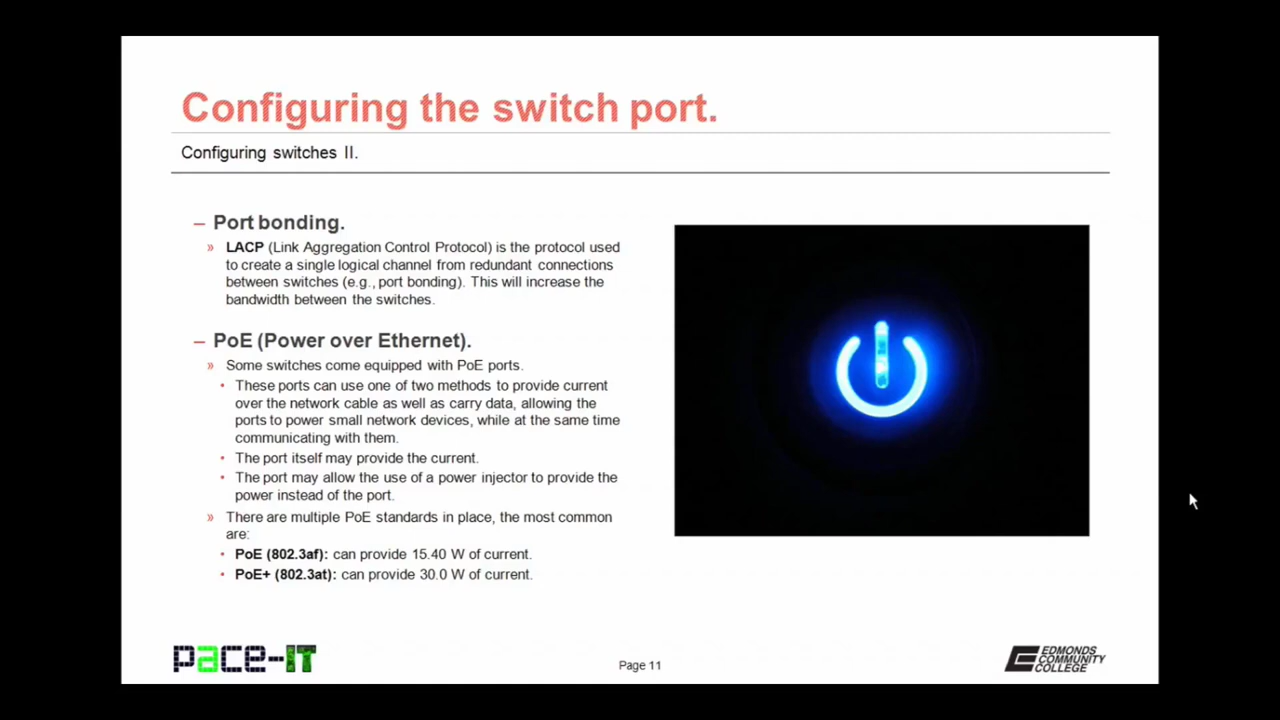 Configuring the switch port.
Configuring switches II.
– Port bonding.
» LACP (Link Aggregation Control Protocol) is the protocol used
to create a single logical channel from redundant connections
between switches (e.g., port bonding). This will increase the
bandwidth between the switches.
– PoE (Power over Ethernet).
» Some switches come equipped with PoE ports.
• These ports can use one of two methods to provide current
over the network cable as well as carry data, allowing the
ports to power small network devices, while at the same time
communicating with them.
• The port itself may provide the current.
• The port may allow the use of a power injector to provide the
power instead of the port.
» There are multiple PoE standards in place, the most common
are:
• PoE (802.3af): can provide 15.40 W of current.
• PoE+ (802.3at): can provide 30.0 W of current.
pace-IT
Page 11
EDMONDS
COMMUNITY
COLLEGE